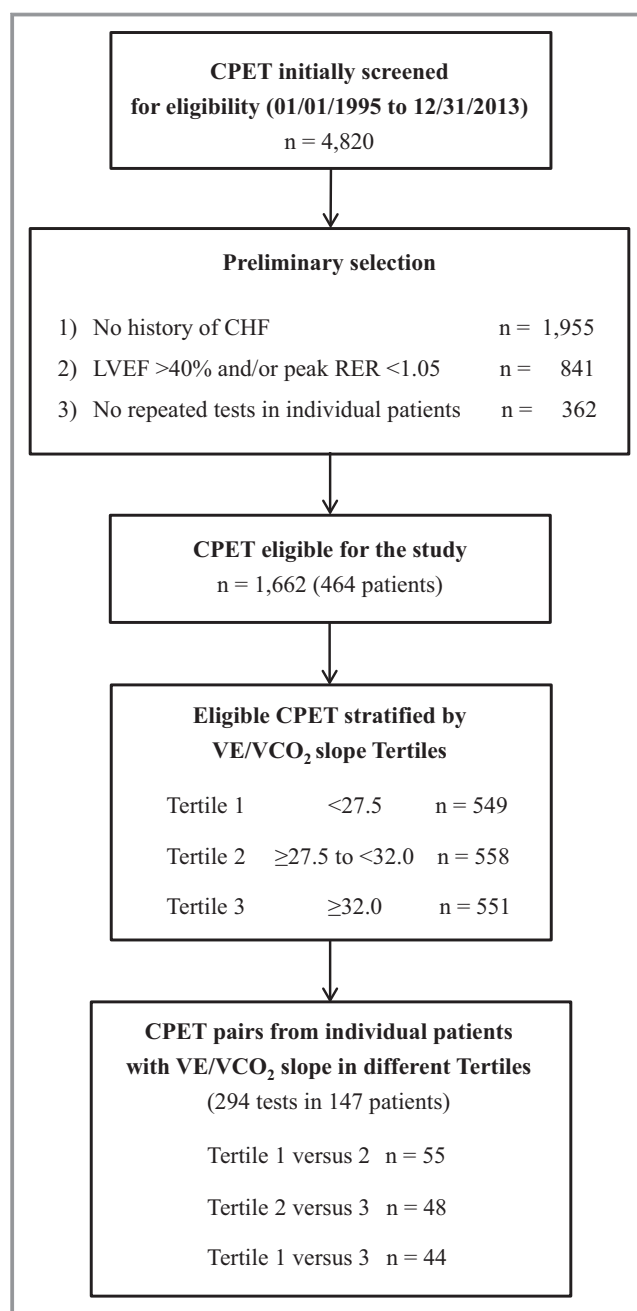 CPET initially screened
for eligibility (01/01/1995 to 12/31/2013)
n = 4,820
Preliminary selection
1) No history of CHF n = 1,955
2) LVEF >40% and/or peak RER <1.05 n = 841
3) No repeated tests in individual patients n = 362
CPET eligible for the study
n = 1,662 (464 patients)
Eligible CPET stratified by
VE/VCO₂ slope Tertiles
Tertile 1 <27.5 n = 549
Tertile 2 ≥27.5 to <32.0 n = 558
Tertile 3 ≥32.0 n = 551
CPET pairs from individual patients
with VE/VCO₂ slope in different Tertiles
(294 tests in 147 patients)
Tertile 1 versus 2 n = 55
Tertile 2 versus 3 n = 48
Tertile 1 versus 3 n = 44